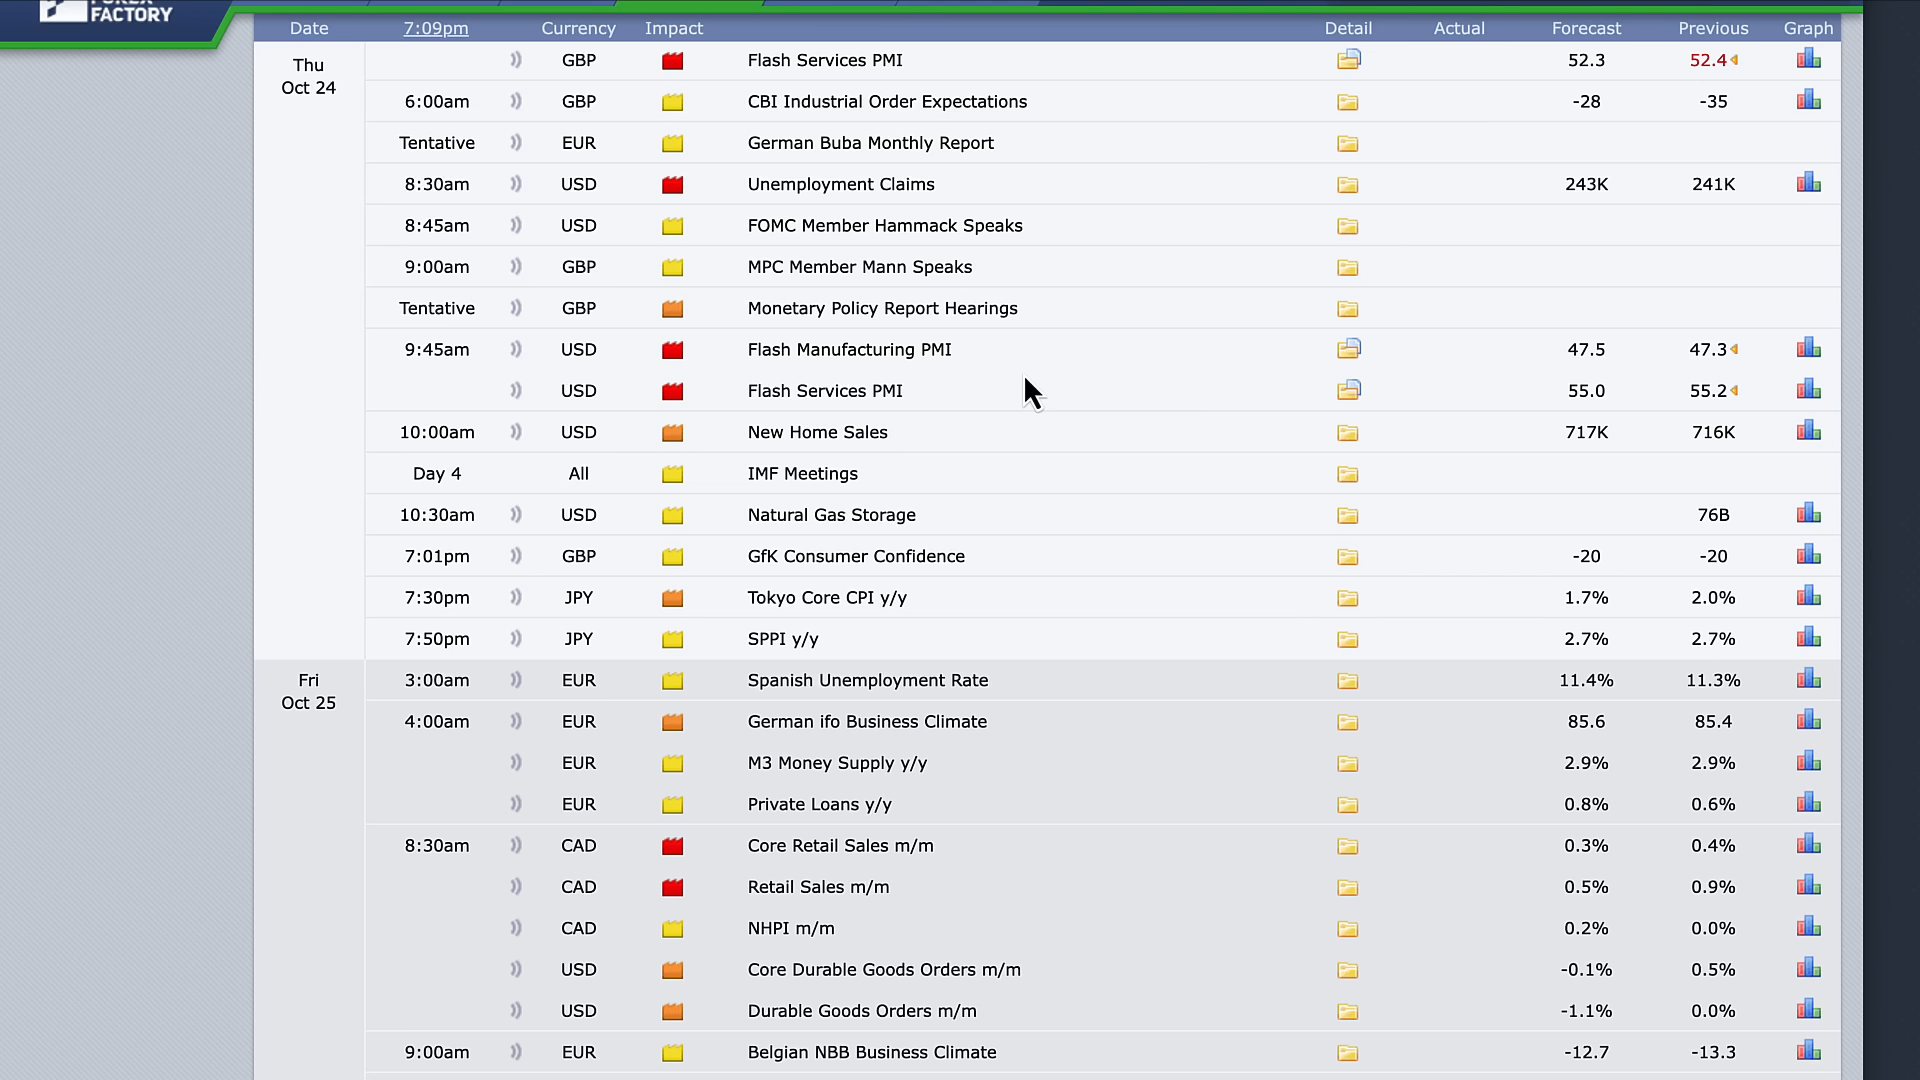 FACTORY
Date 7:09pm Currency Impact Detail Actual Forecast Previous Graph
Thu
Oct 24
GBP Flash Services PMI 52.3 52.4
6:00am GBP CBI Industrial Order Expectations -28 -35
Tentative EUR German Buba Monthly Report
8:30am USD Unemployment Claims 243K 241K
8:45am USD FOMC Member Hammack Speaks
9:00am GBP MPC Member Mann Speaks
Tentative GBP Monetary Policy Report Hearings
9:45am USD Flash Manufacturing PMI 47.5 47.3
USD Flash Services PMI 55.0 55.2
10:00am USD New Home Sales 717K 716K
Day 4 All IMF Meetings
10:30am USD Natural Gas Storage 76B
7:01pm GBP GfK Consumer Confidence -20 -20
7:30pm JPY Tokyo Core CPI y/y 1.7% 2.0%
7:50pm JPY SPPI y/y 2.7% 2.7%
Fri
Oct 25
3:00am EUR Spanish Unemployment Rate 11.4% 11.3%
4:00am EUR German ifo Business Climate 85.6 85.4
EUR M3 Money Supply y/y 2.9% 2.9%
EUR Private Loans y/y 0.8% 0.6%
8:30am CAD Core Retail Sales m/m 0.3% 0.4%
CAD Retail Sales m/m 0.5% 0.9%
CAD NHPI m/m 0.2% 0.0%
USD Core Durable Goods Orders m/m -0.1% 0.5%
USD Durable Goods Orders m/m -1.1% 0.0%
9:00am EUR Belgian NBB Business Climate -12.7 -13.3